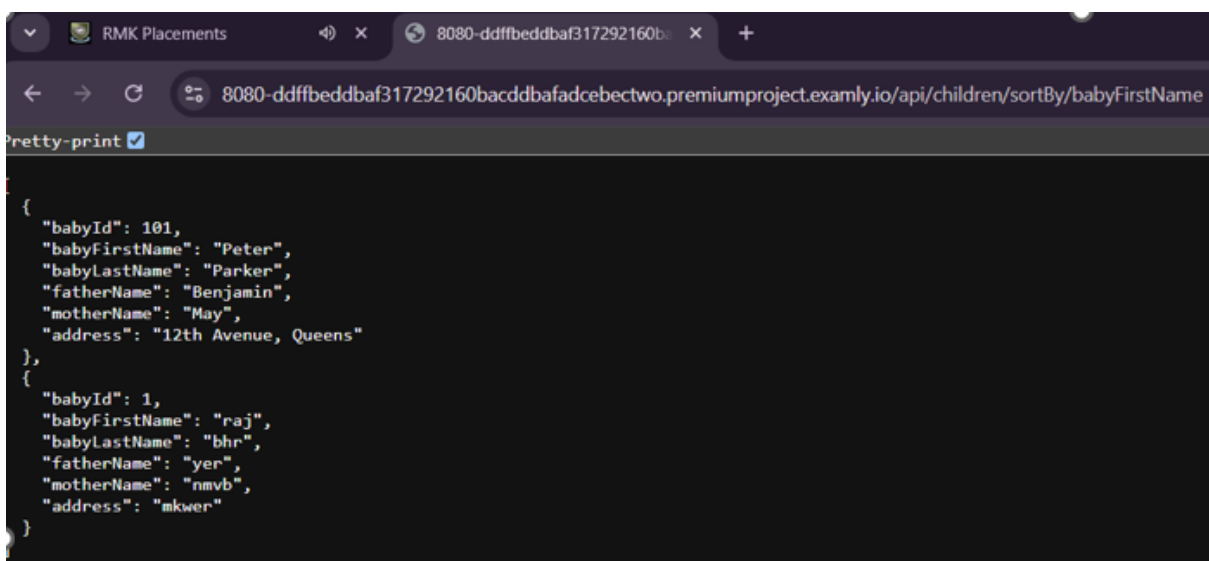 RMK Placements
8080-ddffbeddbaf317292160ba
8080-ddffbeddbaf317292160bacddbafadcebectwo.premiumproject.examly.io/api/children/sortBy/babyFirstName
Pretty-print
[
{
"babyId": 101,
"babyFirstName": "Peter",
"babyLastName": "Parker",
"fatherName": "Benjamin",
"motherName": "May",
"address": "12th Avenue, Queens"
},
{
"babyId": 1,
"babyFirstName": "raj",
"babyLastName": "bhr",
"fatherName": "yer",
"motherName": "nmvb",
"address": "mkwer"
}